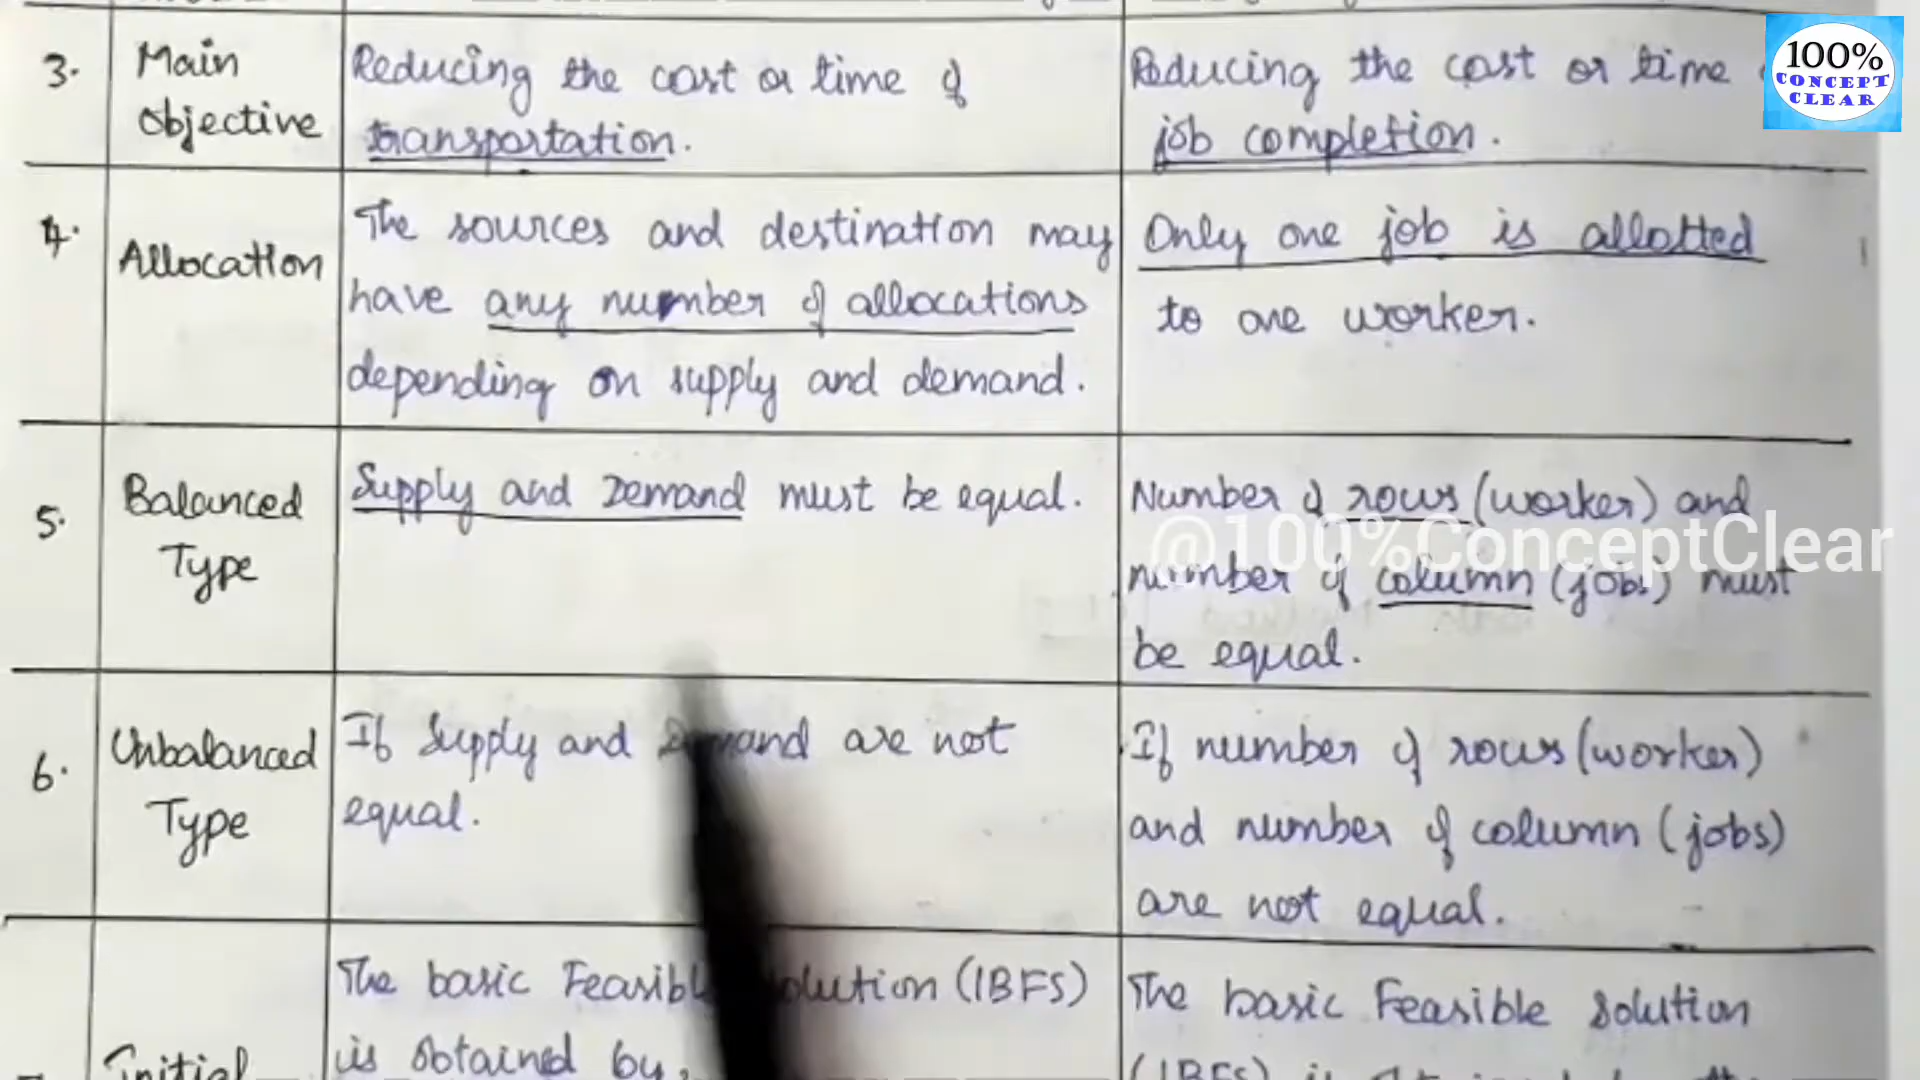 3. Main Objective
Reducing the cost or time of
transportation.
Reducing the cost or time
job completion.
4. Allocation
The sources and destination may
have any number of allocations
depending on supply and demand.
Only one job is allotted
to one worker.
5. Balanced
Type
Supply and Demand must be equal.
Number of rows (worker) and
number of column (jobs) must
be equal.
6. Unbalanced
Type
If Supply and Demand are not
equal.
If number of rows (worker)
and number of column (jobs)
are not equal.
Initial
The basic Feasible Solution (IBFS)
is obtained by,
The basic Feasible Solution
(IBFS) is
100%
CONCEPT
CLEAR
@100%ConceptClear